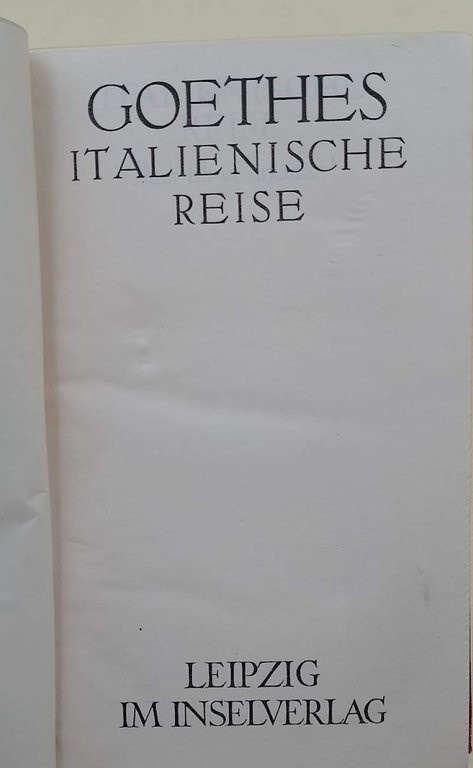 GOETHES
ITALIENISCHE
REISE
LEIPZIG
IM INSELVERLAG